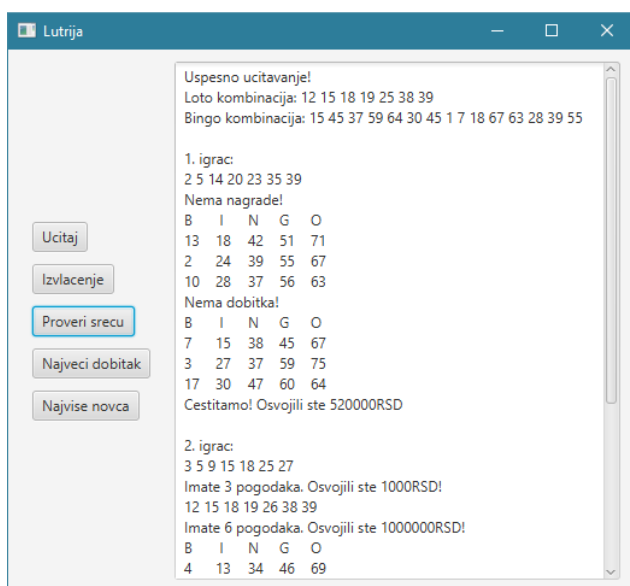 Lutrija
Ucitaj
Izvlacenje
Proveri srecu
Najveci dobitak
Najvise novca
Uspesno ucitavanje!
Loto kombinacija: 12 15 18 19 25 38 39
Bingo kombinacija: 15 45 37 59 64 30 45 1 7 18 67 63 28 39 55
1. igrac:
2 5 14 20 23 35 39
Nema nagrade!
B I N G O
13 18 42 51 71
2 24 39 55 67
10 28 37 56 63
Nema dobitka!
B I N G O
7 15 38 45 67
3 27 37 59 75
17 30 47 60 64
Cestitamo! Osvojili ste 520000RSD
2. igrac:
3 5 9 15 18 25 27
Imate 3 pogodaka. Osvojili ste 1000RSD!
12 15 18 19 26 38 39
Imate 6 pogodaka. Osvojili ste 1000000RSD!
B I N G O
4 13 34 46 69